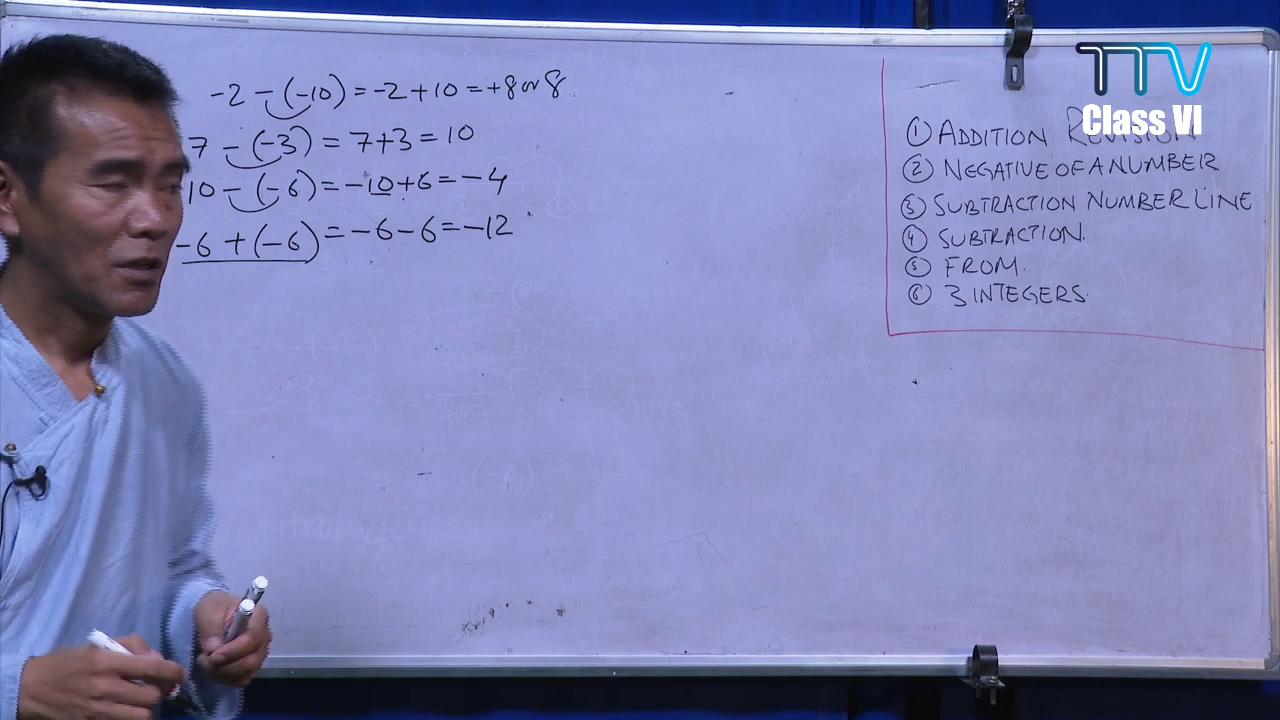 -2 - (-10) = -2 + 10 = +8 or 8
7 - (-3) = 7 + 3 = 10
10 - (-6) = -10 + 6 = -4
-6 + (-6) = -6 - 6 = -12
TTV
Class VI
① ADDITION REVISION
② NEGATIVE OF A NUMBER
③ SUBTRACTION NUMBER LINE
④ SUBTRACTION.
⑤ FROM.
⑥ 3 INTEGERS.